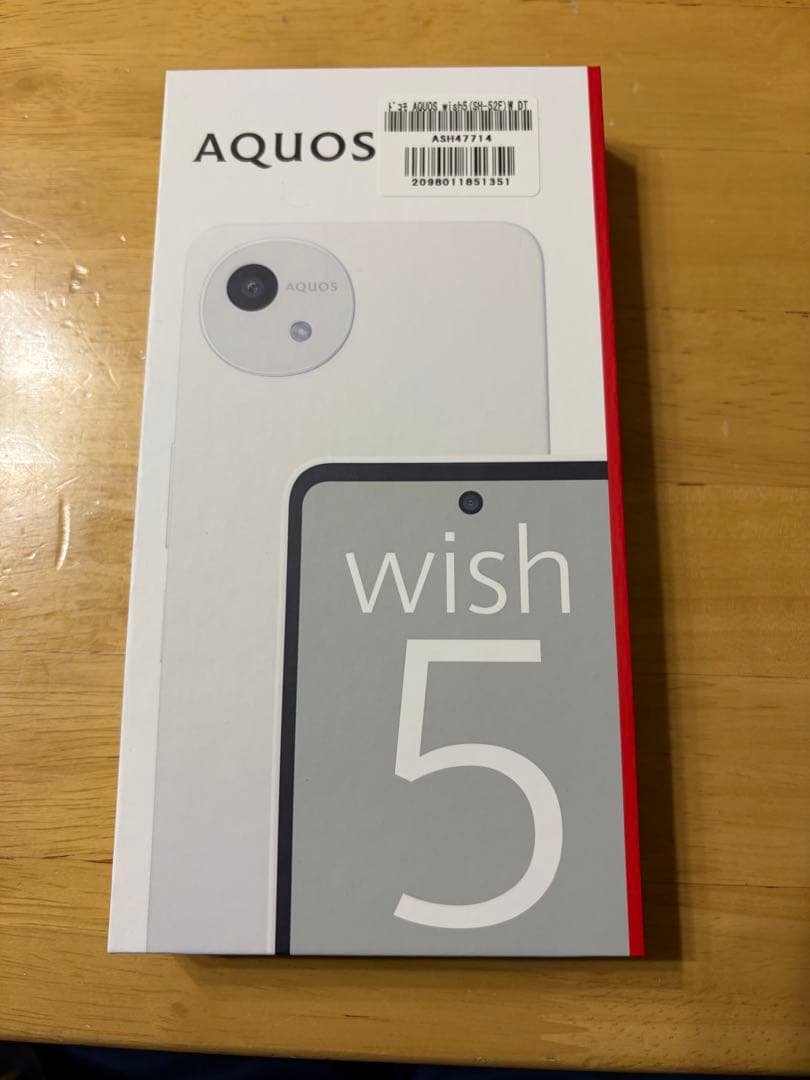 AQUOS
ﾄﾞｺﾓ AQUOS wish5(SH-52F)W DT
ASH47714
2098011851351
AQUOS
wish
5